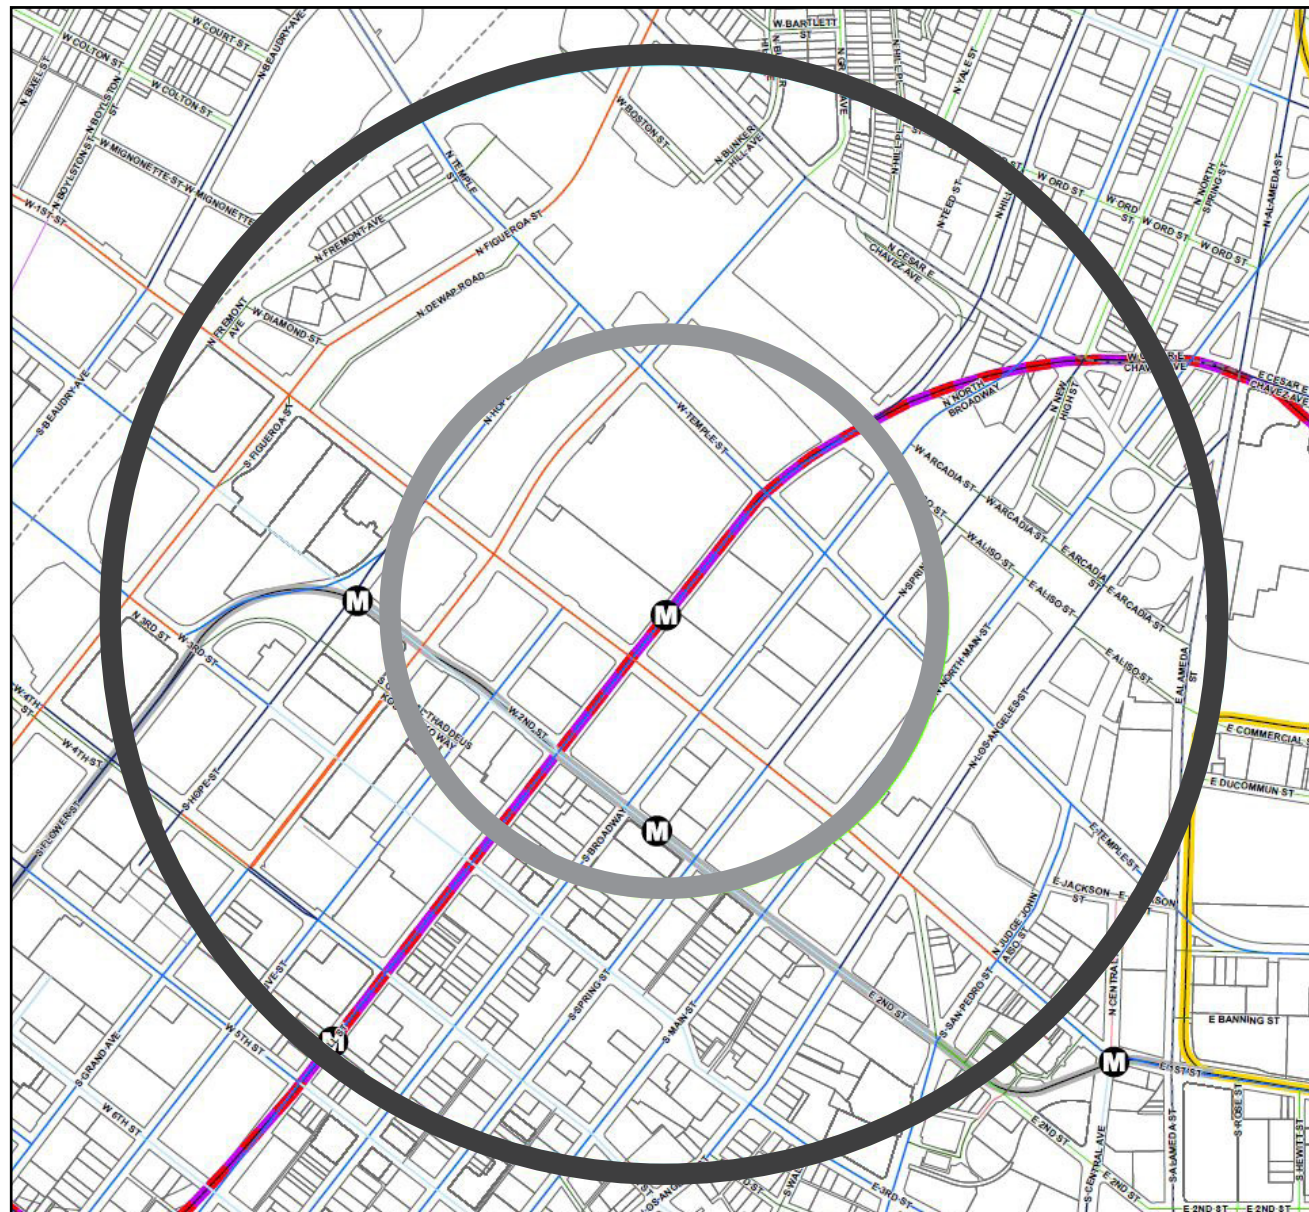 W COURT ST
W COLTON ST
N BIXEL ST
N BEAUDRY AVE
W COLTON ST
N BOYLSTON
ST
W MIGNONETTE ST
W MIGNONETTE
N BOYLSTON ST
W 1ST ST
W BARTLETT
ST
N YALE ST
W BOSTON ST
N BUNKER
HILL AVE
N TEMPLE
ST
N FREMONT AVE
N FIGUEROA ST
N DEWAP ROAD
N FREMONT
AVE
W DIAMOND ST
N TEED ST
W ORD ST
W ORD
ST
W ORD ST
W ORD ST
N NORTH
SPRING ST
N ALAMEDA ST
N CESAR E
CHAVEZ AVE
E CESAR E
CHAVEZ AVE
N NORTH
BROADWAY
N NEW
HIGH ST
S BEAUDRY AVE
S FIGUEROA ST
W TEMPLE ST
W ARCADIA ST
W ARCADIA ST
E ARCADIA
ST
E ARCADIA ST
W ALISO ST
E ALISO ST
E ALISO
ST
M
M
N 3RD ST
W 3RD ST
N NORTH MAIN ST
N LOS ANGELES ST
E ALAMEDA
ST
W 4TH
ST
W 4TH ST
W 2ND ST
THADDEUS
E COMMERCIAL
E DUCOMMUN ST
S HOPE ST
S FLOWER ST
S BROADWAY
M
E TEMPLE ST
E JACKSON
ST
N JUDGE JOHN
AISO ST
N CENTRAL
S SPRING ST
S MAIN ST
E 2ND ST
S SAN PEDRO ST
E BANNING ST
W 5TH ST
S GRAND AVE
M
M
E 1ST ST
W 6TH ST
E 2ND ST
S ROSE ST
S HEWITT ST
S ALAMEDA ST
S CENTRAL AVE
E 2ND ST
E 3RD ST
E 2ND ST
E 2ND ST